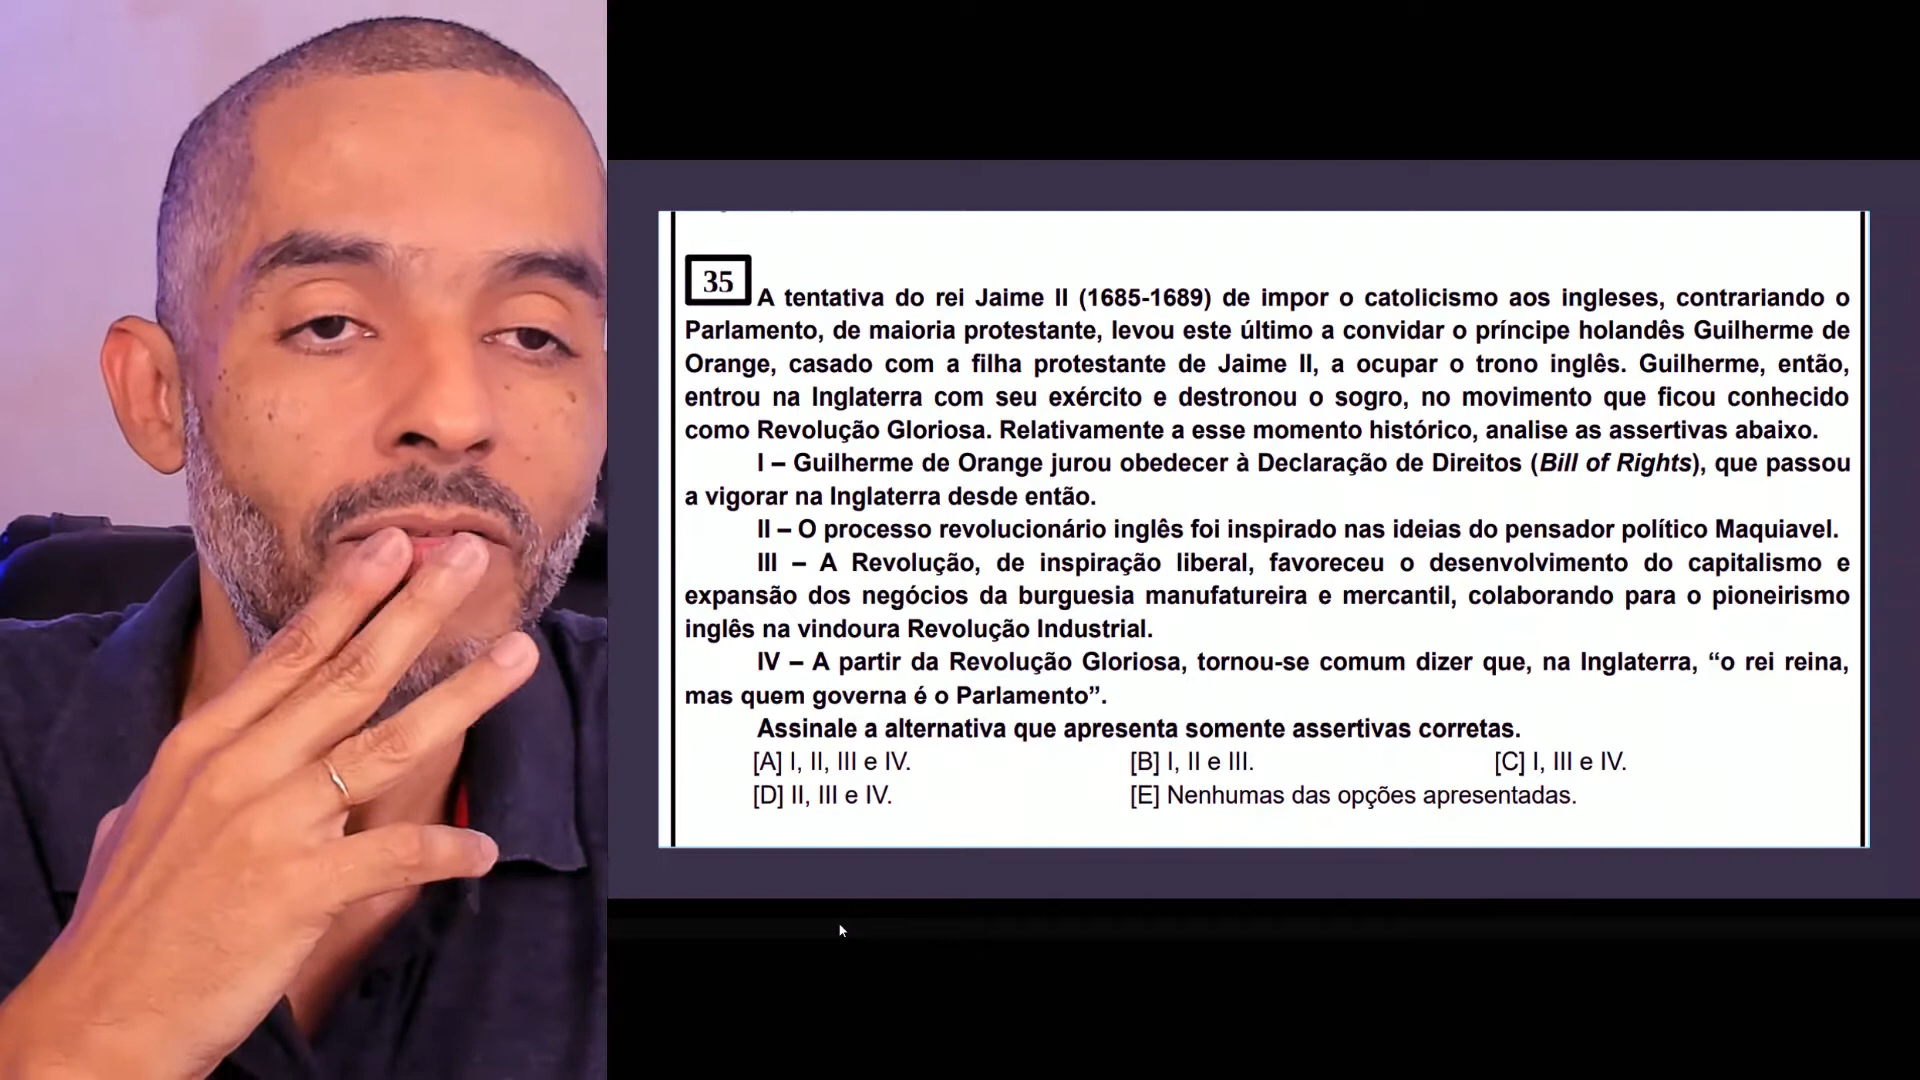 35
A tentativa do rei Jaime II (1685-1689) de impor o catolicismo aos ingleses, contrariando o
Parlamento, de maioria protestante, levou este último a convidar o príncipe holandês Guilherme de
Orange, casado com a filha protestante de Jaime II, a ocupar o trono inglês. Guilherme, então,
entrou na Inglaterra com seu exército e destronou o sogro, no movimento que ficou conhecido
como Revolução Gloriosa. Relativamente a esse momento histórico, analise as assertivas abaixo.
I – Guilherme de Orange jurou obedecer à Declaração de Direitos (Bill of Rights), que passou
a vigorar na Inglaterra desde então.
II – O processo revolucionário inglês foi inspirado nas ideias do pensador político Maquiavel.
III – A Revolução, de inspiração liberal, favoreceu o desenvolvimento do capitalismo e
expansão dos negócios da burguesia manufatureira e mercantil, colaborando para o pioneirismo
inglês na vindoura Revolução Industrial.
IV – A partir da Revolução Gloriosa, tornou-se comum dizer que, na Inglaterra, “o rei reina,
mas quem governa é o Parlamento”.
Assinale a alternativa que apresenta somente assertivas corretas.
[A] I, II, III e IV. [B] I, II e III. [C] I, III e IV.
[D] II, III e IV. [E] Nenhumas das opções apresentadas.